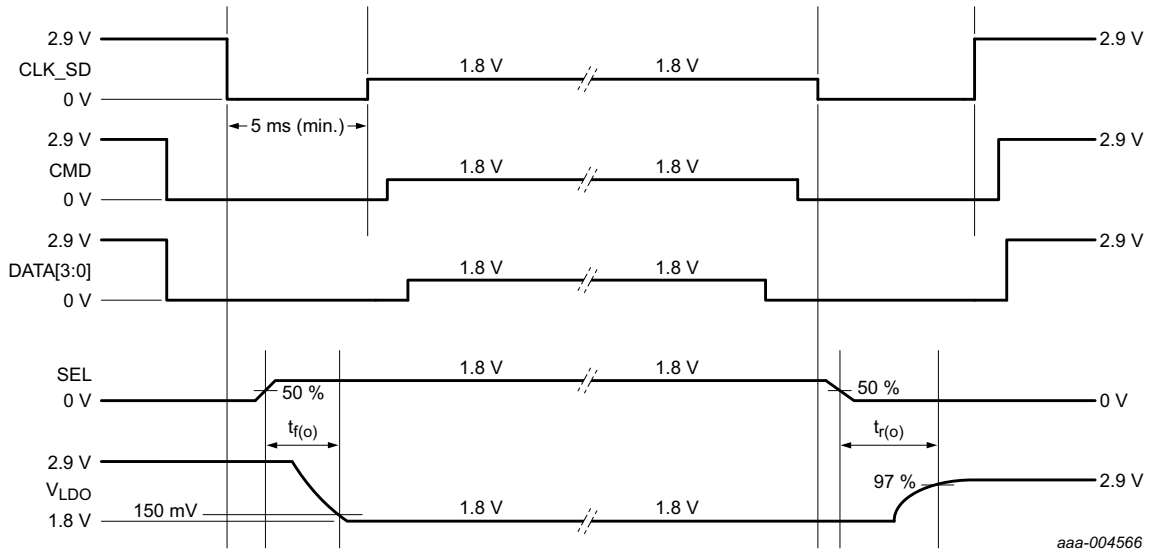 2.9 V
CLK_SD
0 V
1.8 V
1.8 V
2.9 V
5 ms (min.)
2.9 V
CMD
0 V
1.8 V
1.8 V
2.9 V
2.9 V
DATA[3:0]
0 V
1.8 V
1.8 V
2.9 V
SEL
0 V
50 %
1.8 V
1.8 V
50 %
0 V
tf(o)
tr(o)
2.9 V
VLDO
1.8 V
150 mV
1.8 V
1.8 V
97 %
2.9 V
aaa-004566